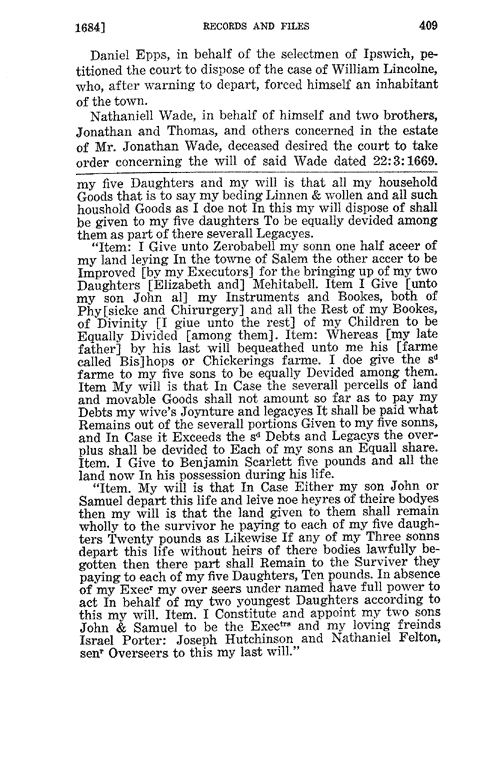 1684] RECORDS AND FILES 409
Daniel Epps, in behalf of the selectmen of Ipswich, pe-
titioned the court to dispose of the case of William Lincolne,
who, after warning to depart, forced himself an inhabitant
of the town.
Nathaniell Wade, in behalf of himself and two brothers,
Jonathan and Thomas, and others concerned in the estate
of Mr. Jonathan Wade, deceased desired the court to take
order concerning the will of said Wade dated 22:3:1669.
my five Daughters and my will is that all my household
Goods that is to say my beding Linnen & wollen and all such
houshold Goods as I doe not In this my will dispose of shall
be given to my five daughters To be equally devided among
them as part of there severall Legacyes.
"Item: I Give unto Zerobabell my sonn one half aceer of
my land leying In the towne of Salem the other accer to be
Improved [by my Executors] for the bringing up of my two
Daughters [Elizabeth and] Mehitabell. Item I Give [unto
my son John al] my Instruments and Bookes, both of
Phy[sicke and Chirurgery] and all the Rest of my Bookes,
of Divinity [I giue unto the rest] of my Children to be
Equally Divided [among them]. Item: Whereas [my late
father] by his last will bequeathed unto me his [farme
called Bis]hops or Chickerings farme. I doe give the sᵈ
farme to my five sons to be equally Devided among them.
Item My will is that In Case the severall percells of land
and movable Goods shall not amount so far as to pay my
Debts my wive's Joynture and legacyes It shall be paid what
Remains out of the severall portions Given to my five sonns,
and In Case it Exceeds the sᵈ Debts and Legacys the over-
plus shall be devided to Each of my sons an Equall share.
Item. I Give to Benjamin Scarlett five pounds and all the
land now In his possession during his life.
"Item. My will is that In Case Either my son John or
Samuel depart this life and leive noe heyres of theire bodyes
then my will is that the land given to them shall remain
wholly to the survivor he paying to each of my five daugh-
ters Twenty pounds as Likewise If any of my Three sonns
depart this life without heirs of there bodies lawfully be-
gotten then there part shall Remain to the Surviver they
paying to each of my five Daughters, Ten pounds. In absence
of my Execʳ my over seers under named have full power to
act In behalf of my two youngest Daughters according to
this my will. Item. I Constitute and appoint my two sons
John & Samuel to be the Execᵗʳˢ and my loving freinds
Israel Porter: Joseph Hutchinson and Nathaniel Felton,
senʳ Overseers to this my last will."